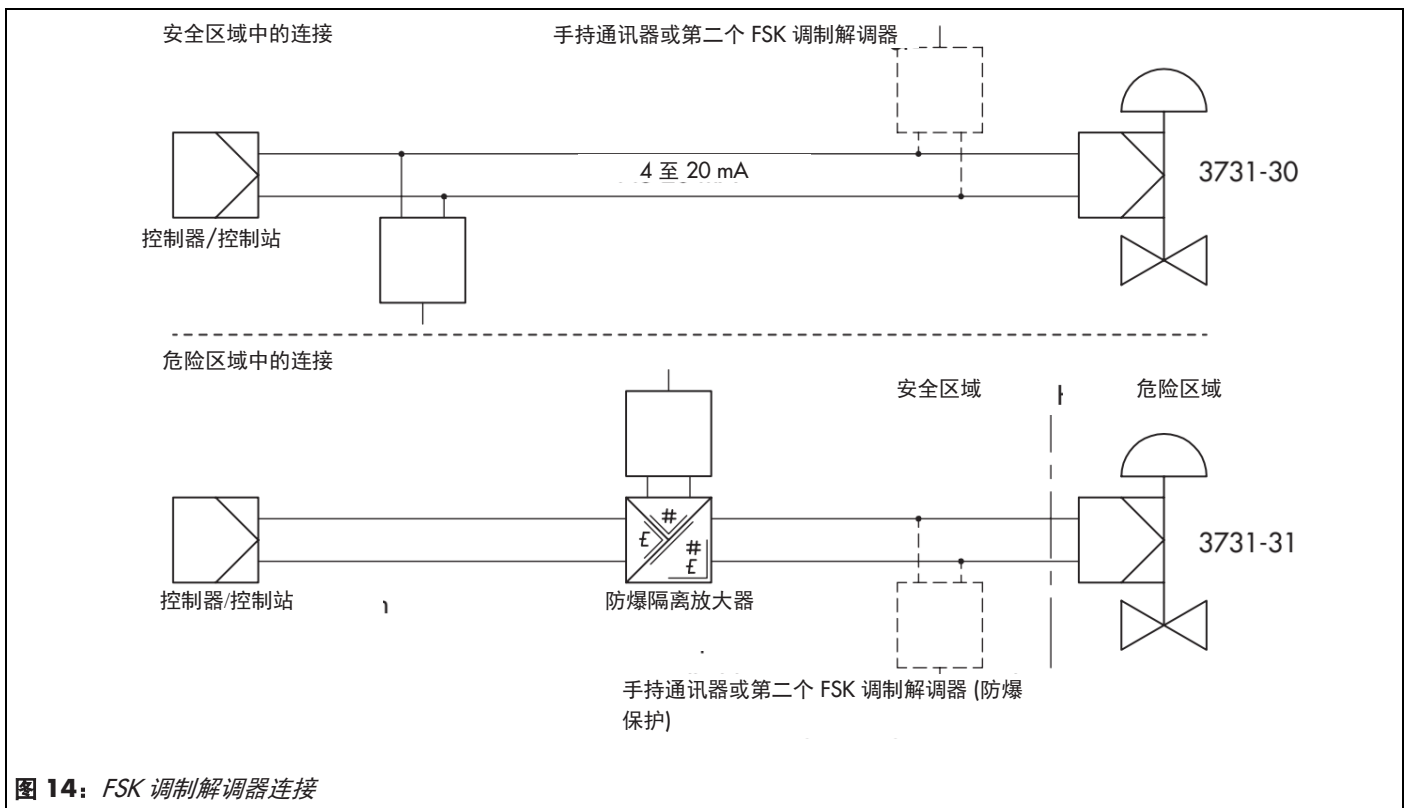 安全区域中的连接
手持通讯器或第二个 FSK 调制解调器
4 至 20 mA
3731-30
控制器/控制站
危险区域中的连接
安全区域
危险区域
3731-31
控制器/控制站
防爆隔离放大器
手持通讯器或第二个 FSK 调制解调器 (防爆
保护)
图 14：FSK 调制解调器连接